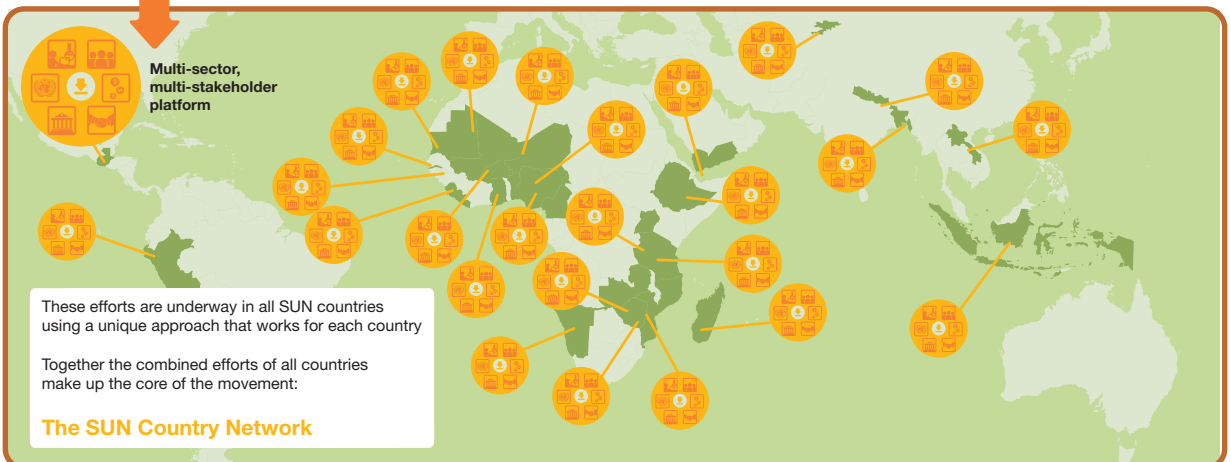 Multi-sector,
multi-stakeholder
platform
These efforts are underway in all SUN countries
using a unique approach that works for each country
Together the combined efforts of all countries
make up the core of the movement:
The SUN Country Network